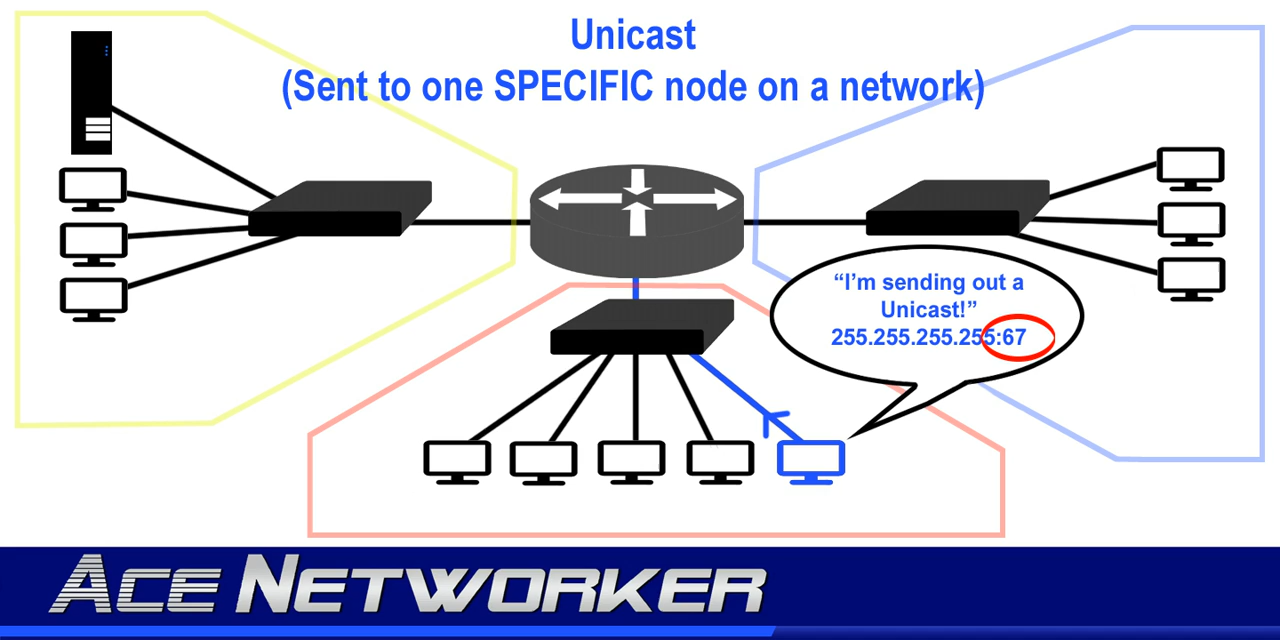 Unicast
(Sent to one SPECIFIC node on a network)
“I’m sending out a
Unicast!”
255.255.255.255:67
ACE NETWORKER